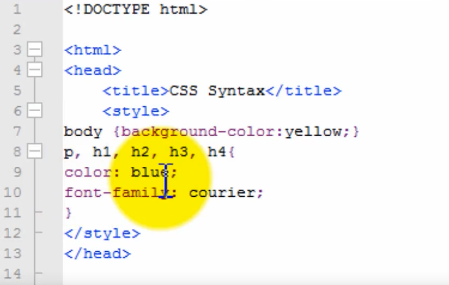 1 <!DOCTYPE html>
2
3 <html>
4 <head>
5 <title>CSS Syntax</title>
6 <style>
7 body {background-color:yellow;}
8 p, h1, h2, h3, h4{
9 color: blue;
10 font-family: courier;
11 }
12 </style>
13 </head>
14